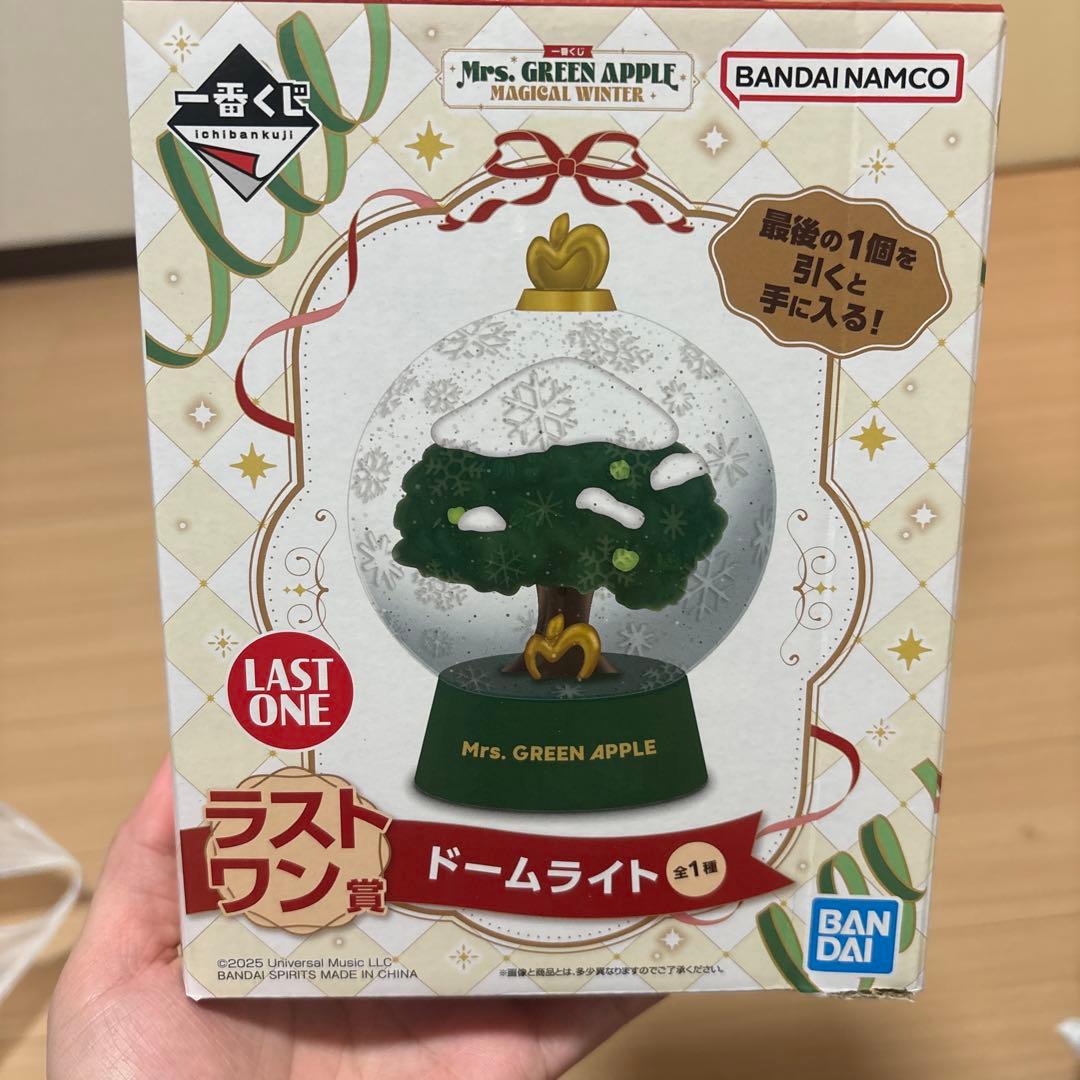 一番くじ
ichibankuji
一番くじ
Mrs. GREEN APPLE
MAGICAL WINTER
BANDAI NAMCO
最後の1個を
引くと
手に入る!
LAST
ONE
Mrs. GREEN APPLE
ラスト
ワン賞
ドームライト 全1種
BAN
DAI
©2025 Universal Music LLC
BANDAI SPIRITS MADE IN CHINA
※画像と商品とは、多少異なりますのでご了承ください。